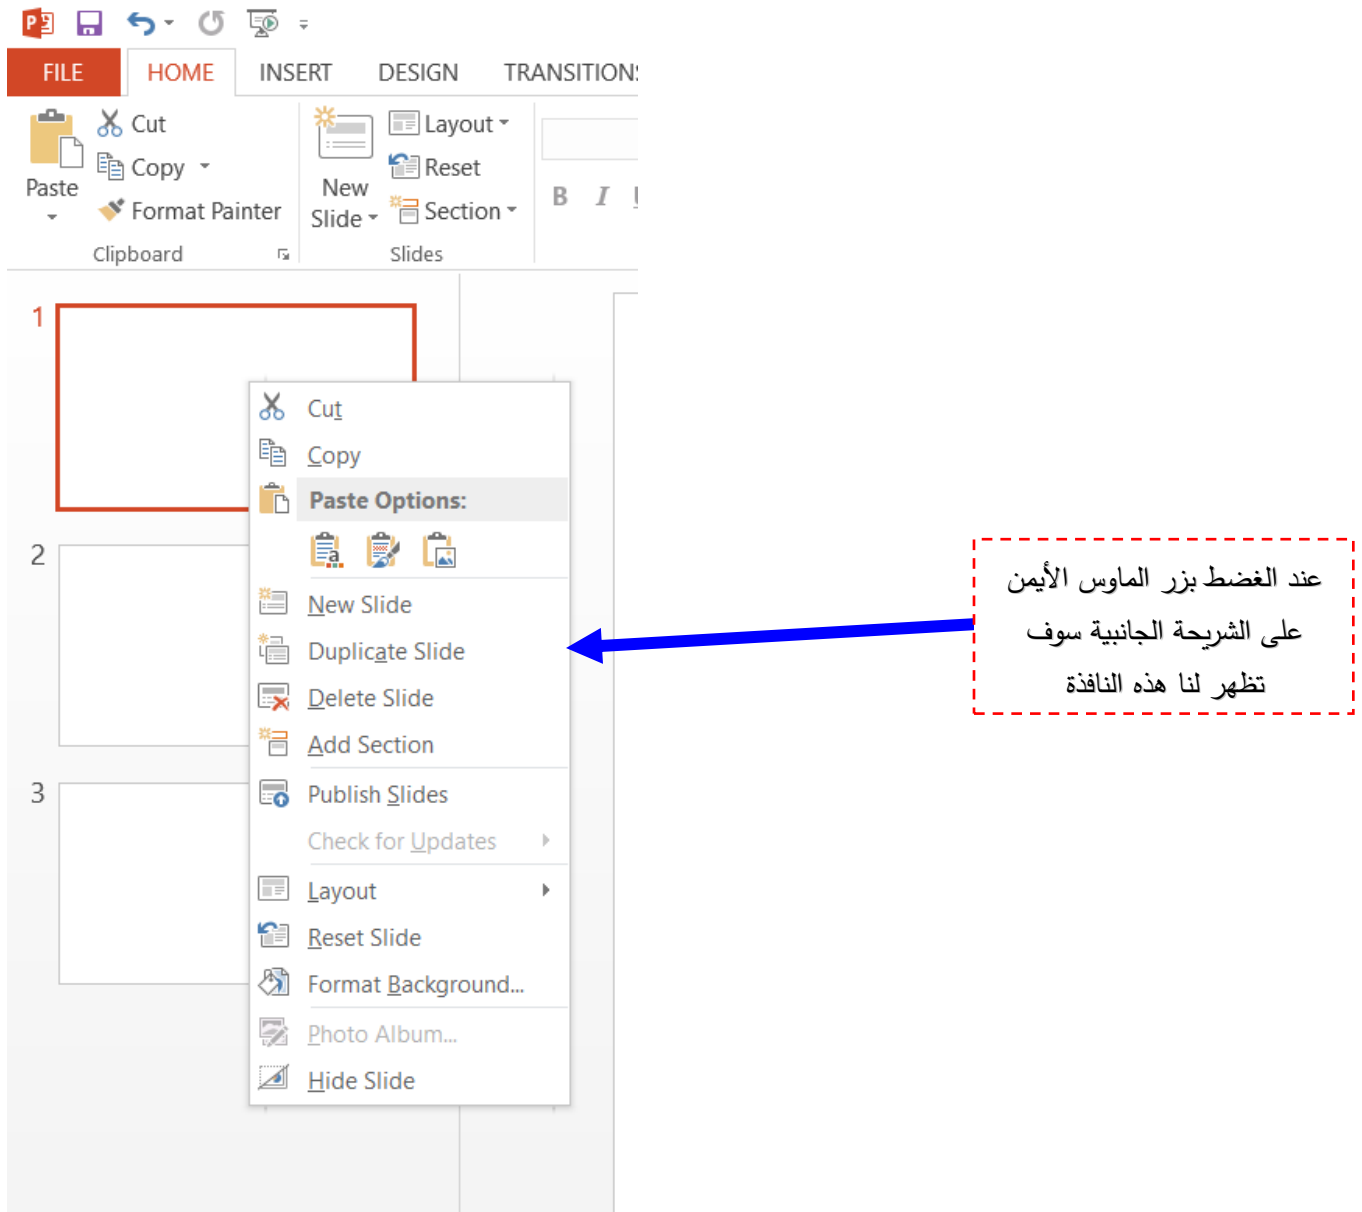 FILE HOME INSERT DESIGN TRANSITIONS
Cut
Copy
Paste
Format Painter
Clipboard
New
Slide
Layout
Reset
Section
Slides
B I U
1
2
3
Cut
Copy
Paste Options:
New Slide
Duplicate Slide
Delete Slide
Add Section
Publish Slides
Check for Updates
Layout
Reset Slide
Format Background...
Photo Album...
Hide Slide
عند الغضط بزر الماوس الأيمن
على الشريحة الجانبية سوف
تظهر لنا هذه النافذة